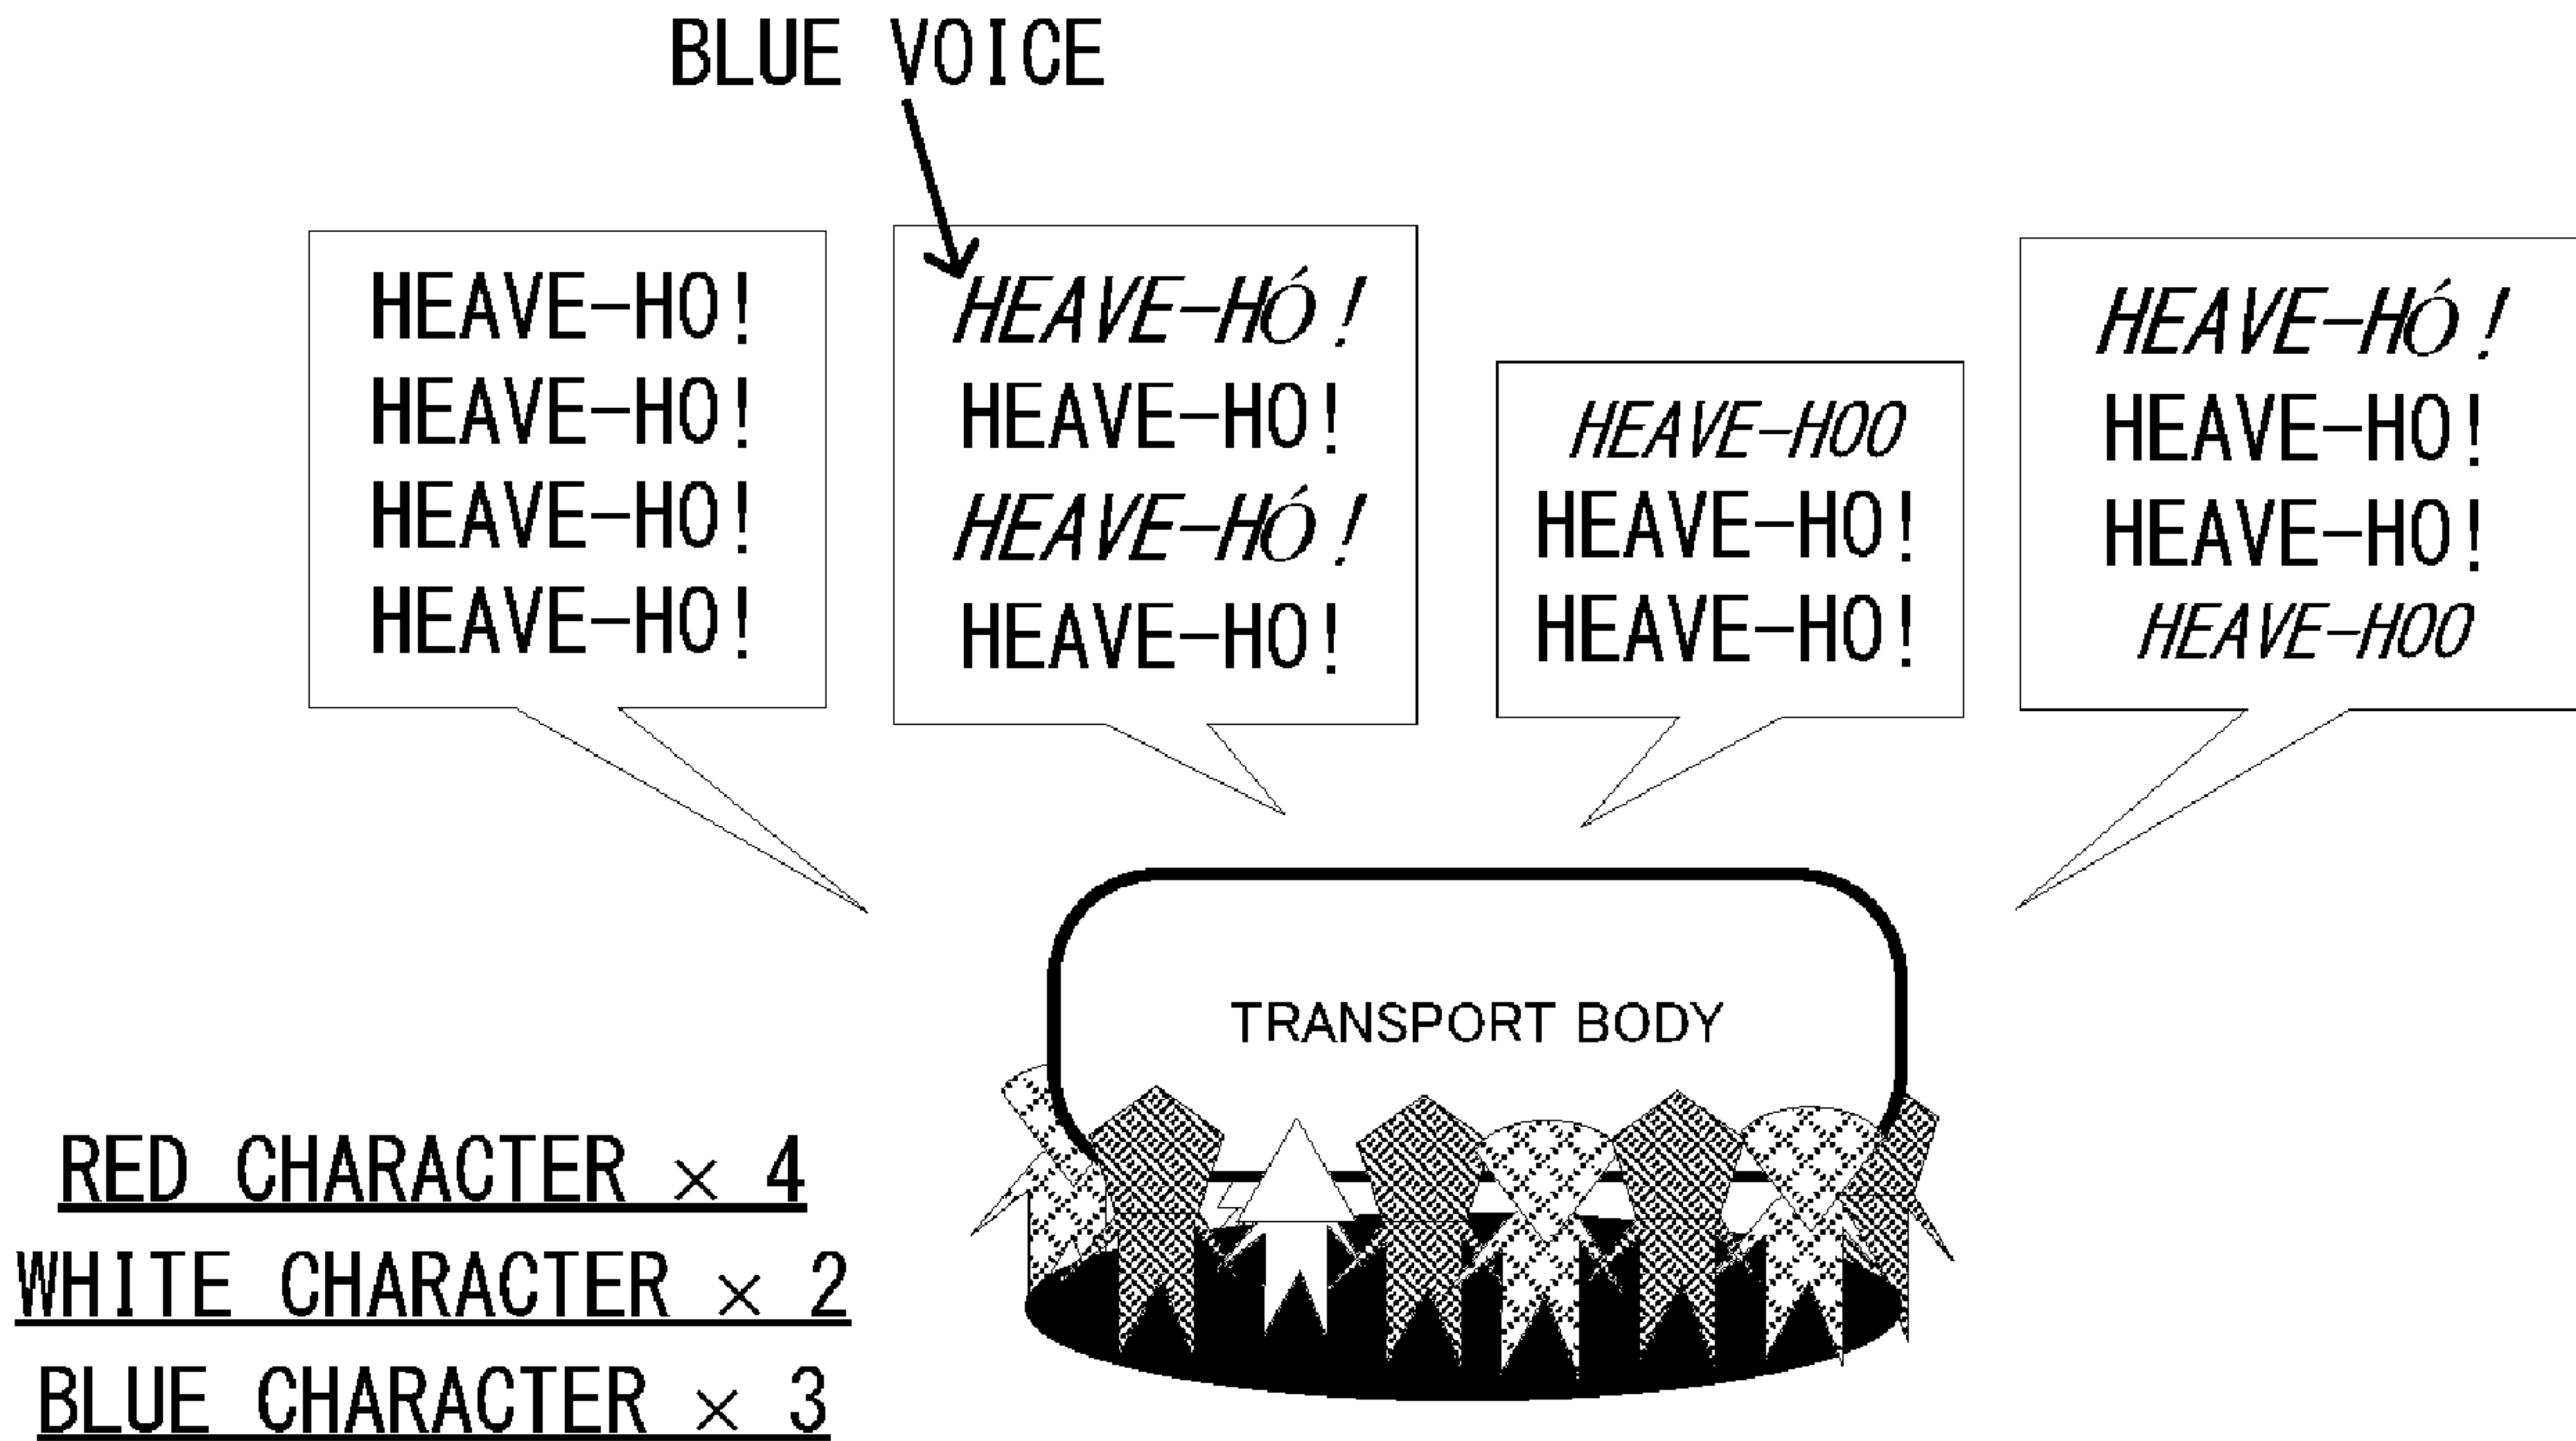 BLUE VOICE
HEAVE-HO!
HEAVE-HO!
HEAVE-HO!
HEAVE-HO!
HEAVE-HÓ!
HEAVE-HO!
HEAVE-HÓ!
HEAVE-HO!
HEAVE-HOO
HEAVE-HO!
HEAVE-HO!
HEAVE-HÓ!
HEAVE-HO!
HEAVE-HO!
HEAVE-HOO
TRANSPORT BODY
RED CHARACTER × 4
WHITE CHARACTER × 2
BLUE CHARACTER × 3